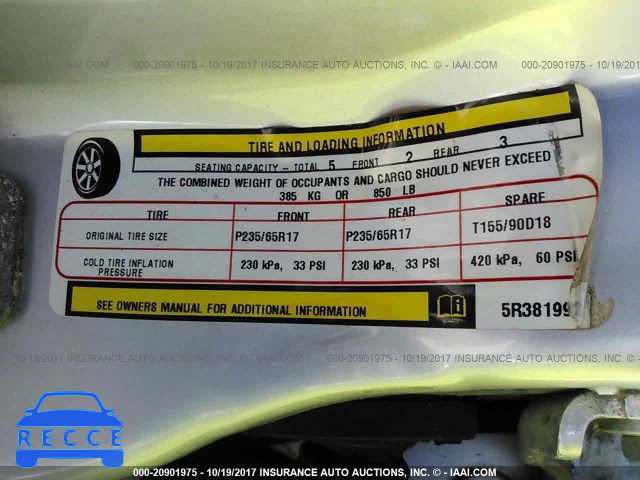 000-20901975 - 10/19/2017 INSURANCE AUTO AUCTIONS, INC. © - IAAI.COM
TIRE AND LOADING INFORMATION
SEATING CAPACITY - TOTAL 5 FRONT 2 REAR 3
THE COMBINED WEIGHT OF OCCUPANTS AND CARGO SHOULD NEVER EXCEED
385 KG OR 850 LB
TIRE FRONT REAR SPARE
ORIGINAL TIRE SIZE P235/65R17 P235/65R17 T155/90D18
COLD TIRE INFLATION PRESSURE 230 kPa, 33 PSI 230 kPa, 33 PSI 420 kPa, 60 PSI
SEE OWNERS MANUAL FOR ADDITIONAL INFORMATION
5R38199
000-20901975 - 10/19/2017 INSURANCE AUTO AUCTIONS, INC. © - IAAI.COM
RECCE
000-20901975 - 10/19/2017 INSURANCE AUTO AUCTIONS, INC. © - IAAI.COM